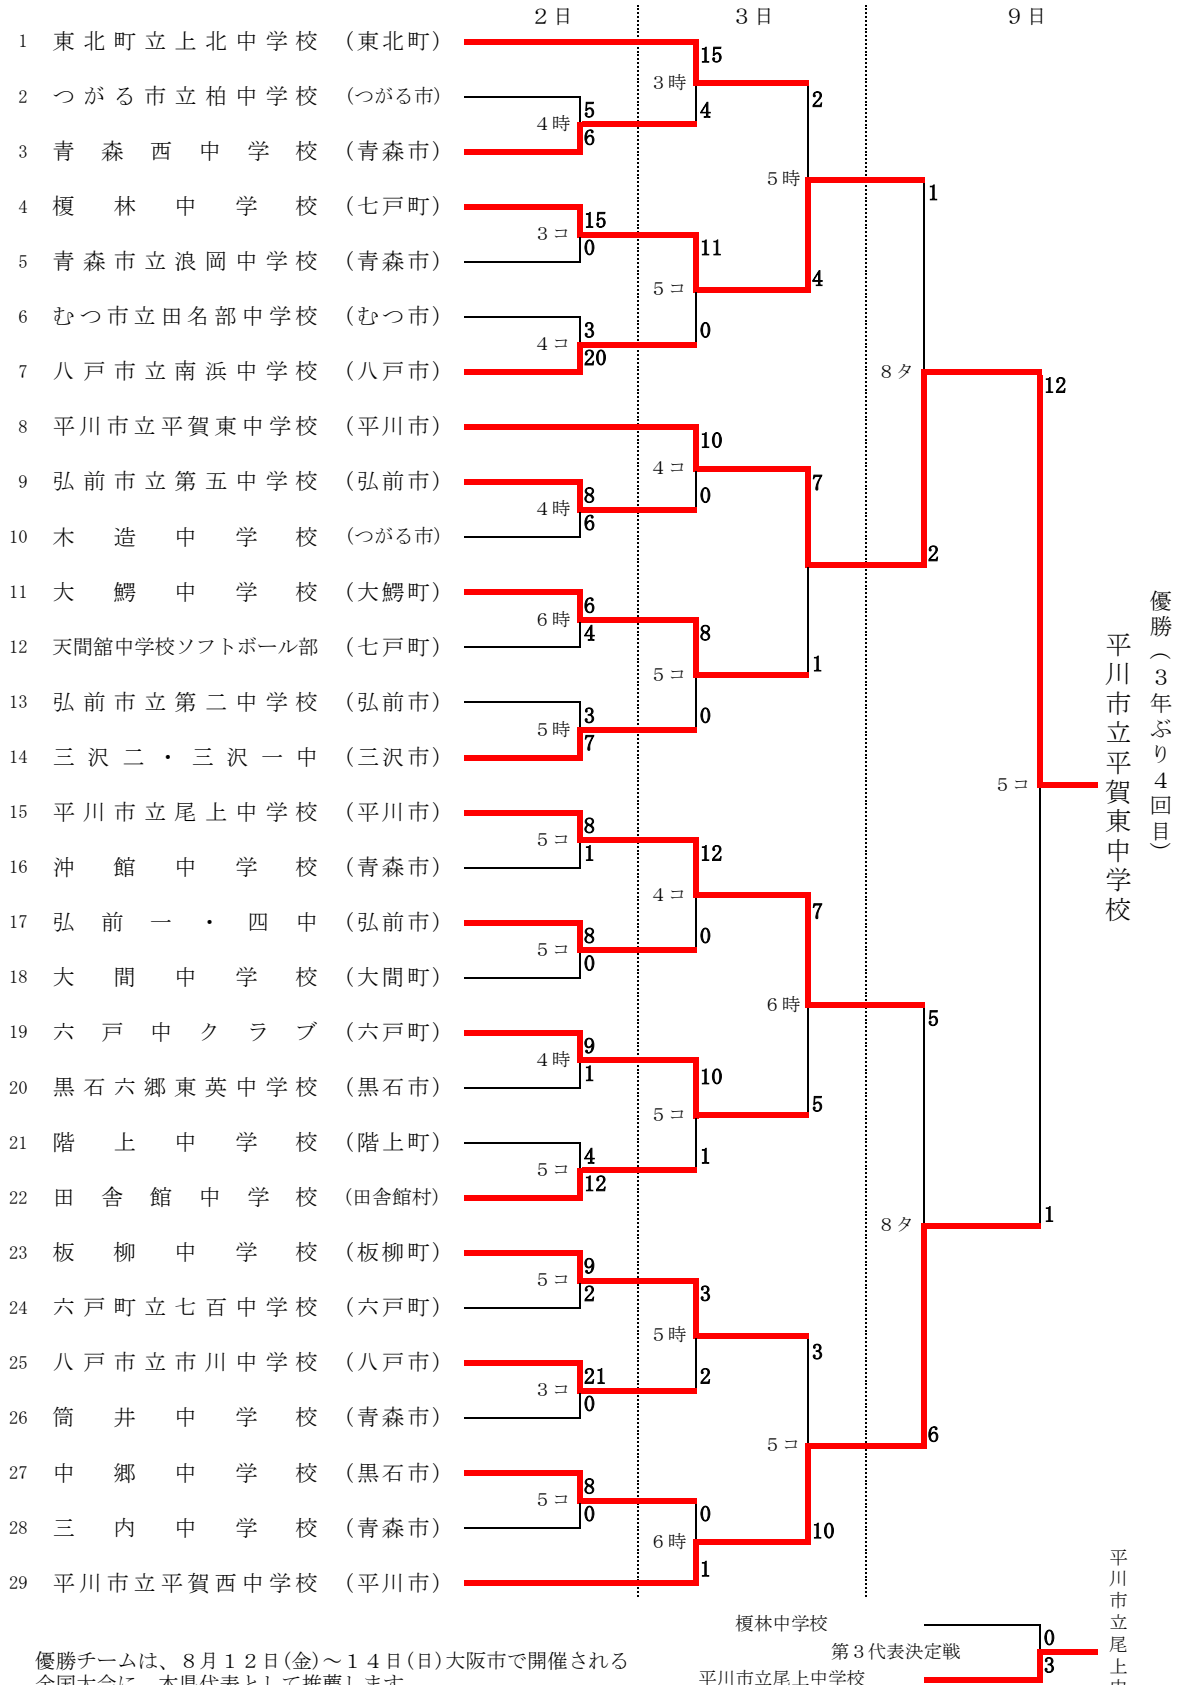 ２日　３日　９日
1 東北町立上北中学校 （東北町）
2 つがる市立柏中学校 （つがる市）
3 青森西中学校 （青森市）
4 榎林中学校 （七戸町）
5 青森市立浪岡中学校 （青森市）
6 むつ市立田名部中学校 （むつ市）
7 八戸市立南浜中学校 （八戸市）
8 平川市立平賀東中学校 （平川市）
9 弘前市立第五中学校 （弘前市）
10 木造中学校 （つがる市）
11 大鰐中学校 （大鰐町）
12 天間舘中学校ソフトボール部 （七戸町）
13 弘前市立第二中学校 （弘前市）
14 三沢二・三沢一中 （三沢市）
15 平川市立尾上中学校 （平川市）
16 沖館中学校 （青森市）
17 弘前一・四中 （弘前市）
18 大間中学校 （大間町）
19 六戸中クラブ （六戸町）
20 黒石六郷東英中学校 （黒石市）
21 階上中学校 （階上町）
22 田舎館中学校 （田舎館村）
23 板柳中学校 （板柳町）
24 六戸町立七百中学校 （六戸町）
25 八戸市立市川中学校 （八戸市）
26 筒井中学校 （青森市）
27 中郷中学校 （黒石市）
28 三内中学校 （青森市）
29 平川市立平賀西中学校 （平川市）
４時 5 6
３コ 15 0
４コ 3 20
４時 8 6
６時 6 4
５時 3 7
５コ 8 1
５コ 8 0
４時 9 1
５コ 4 12
５コ 9 2
３コ 21 0
５コ 8 0
３時 15 4
５コ 11 0
４コ 10 0
５コ 8 0
４コ 12 0
５コ 10 1
５時 3 2
６時 0 1
５時 2 4
7 1
６時 7 5
５コ 3 10
８タ 1 2
８タ 5 6
５コ 12 1
優勝（３年ぶり４回目）
平川市立平賀東中学校
榎林中学校
第３代表決定戦
平川市立尾上中学校
0
3
平川市立尾上中
優勝チームは、８月１２日(金)～１４日(日)大阪市で開催される
全国大会に、本県代表として推薦します